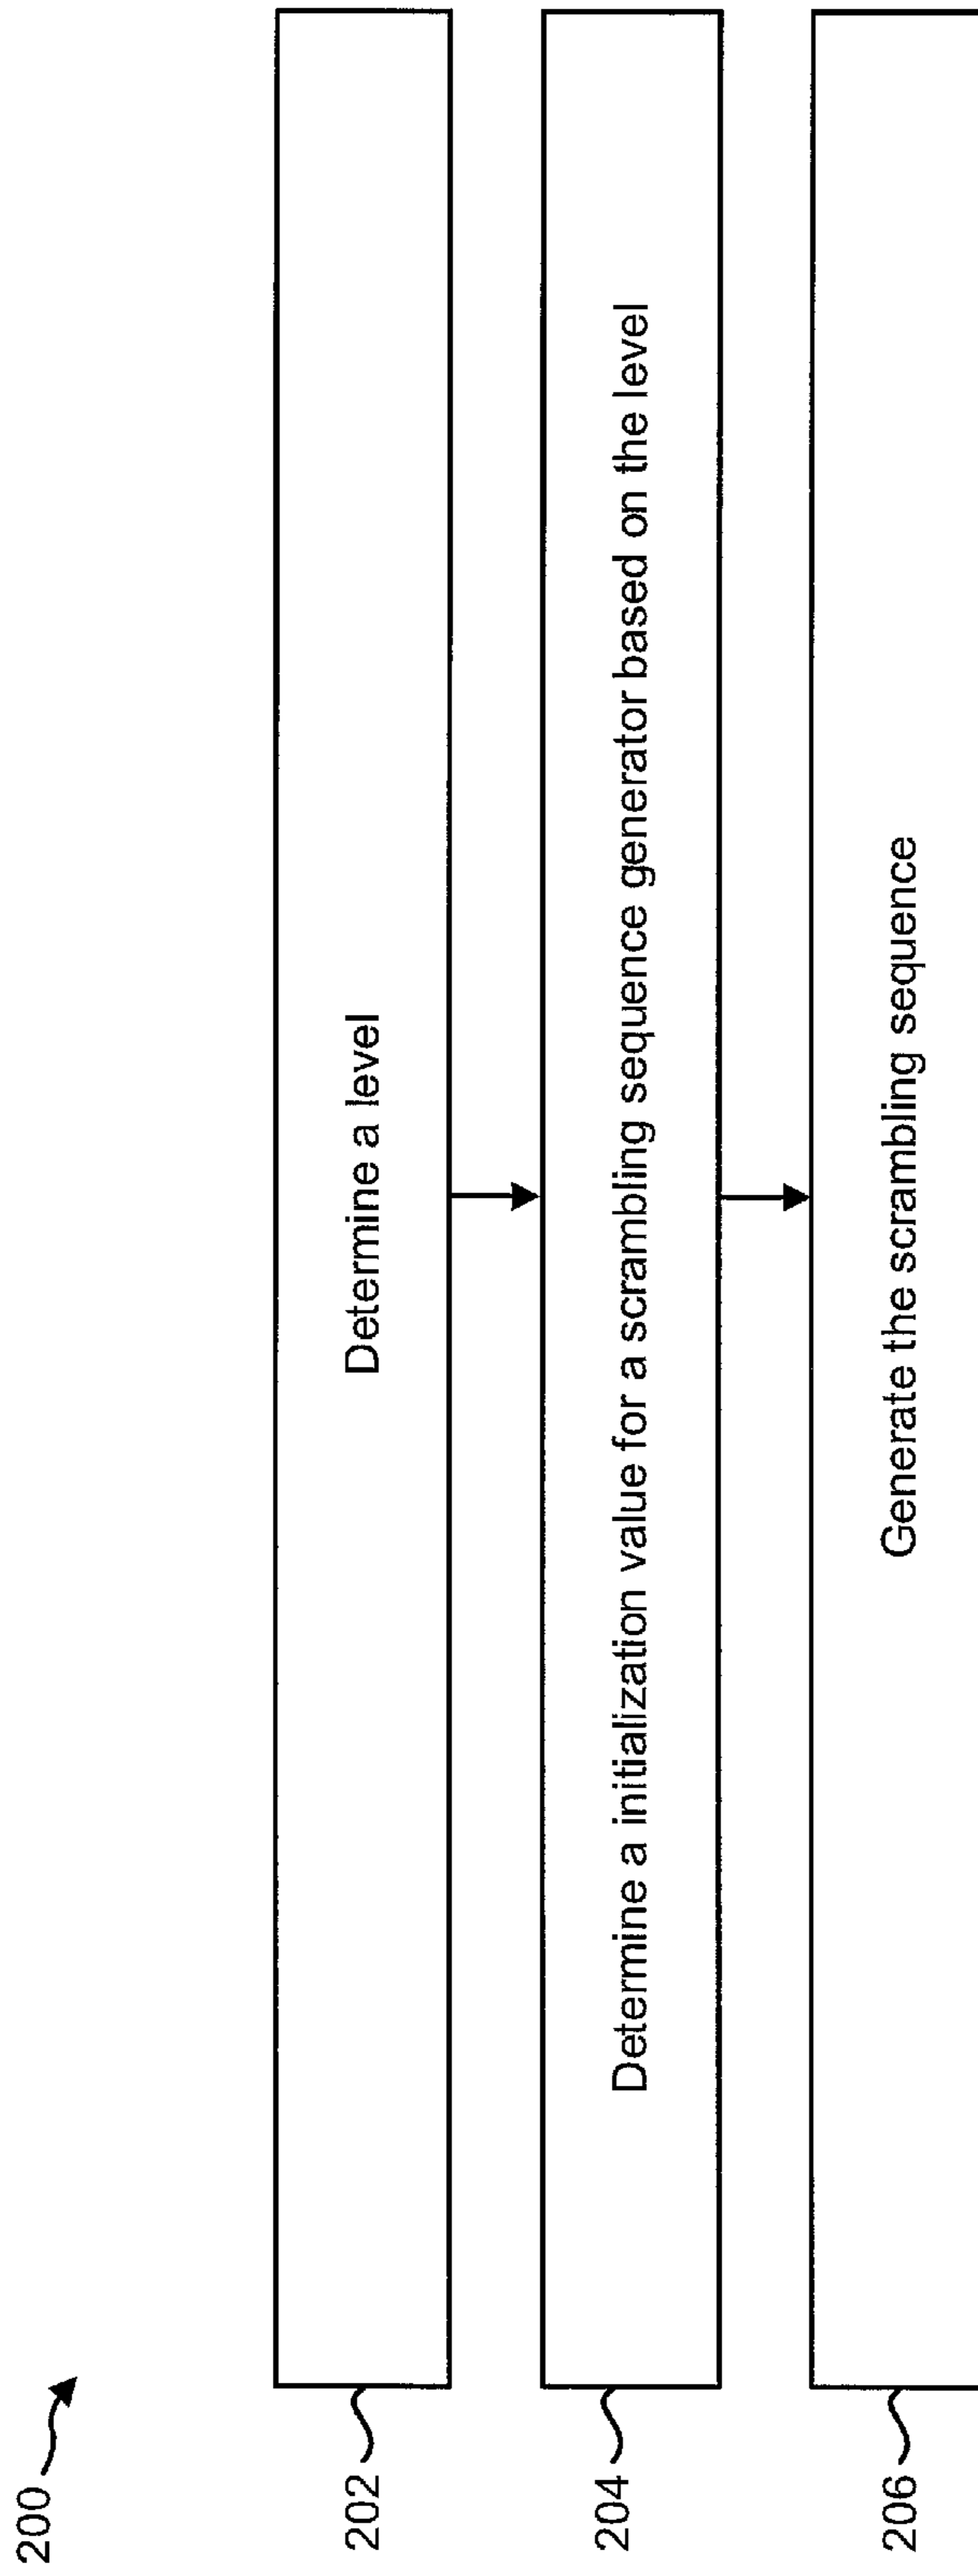 200
202
Determine a level
204
Determine a initialization value for a scrambling sequence generator based on the level
206
Generate the scrambling sequence